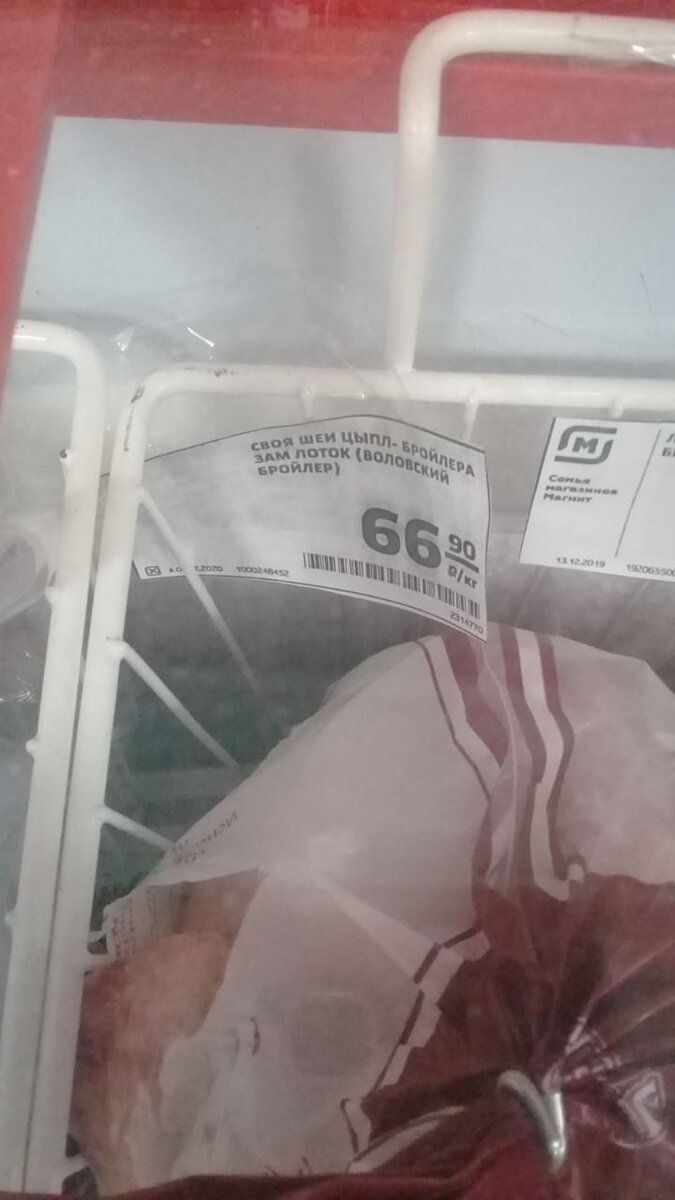 СВОЯ ШЕИ ЦЫПЛ- БРОЙЛЕРА
ЗАМ ЛОТОК (ВОЛОВСКИЙ
БРОЙЛЕР)
66 90
₽/кг
1000248452
2314770
М
Семья
магазинов
Магнит
13.12.2019